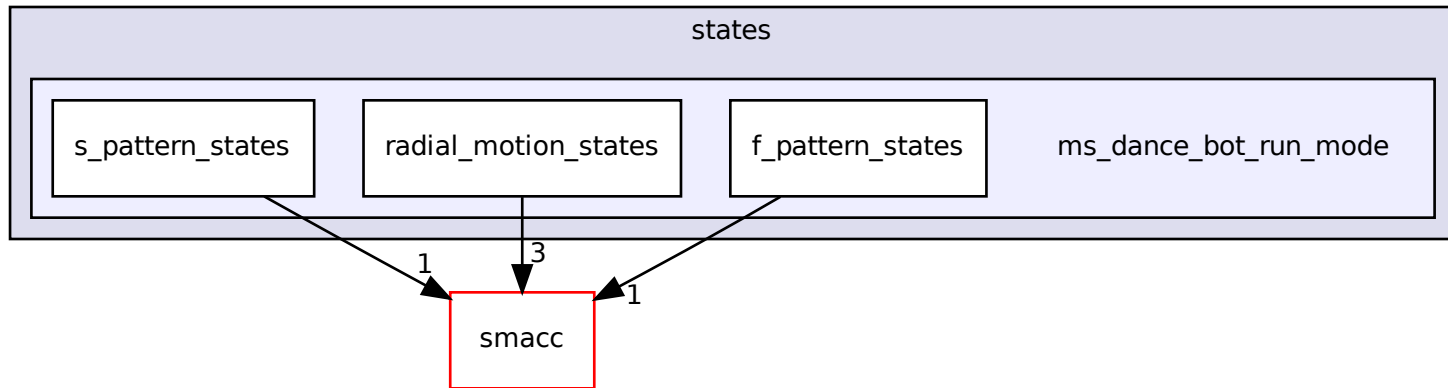 states
s_pattern_states
radial_motion_states
f_pattern_states
ms_dance_bot_run_mode
1
3
1
smacc